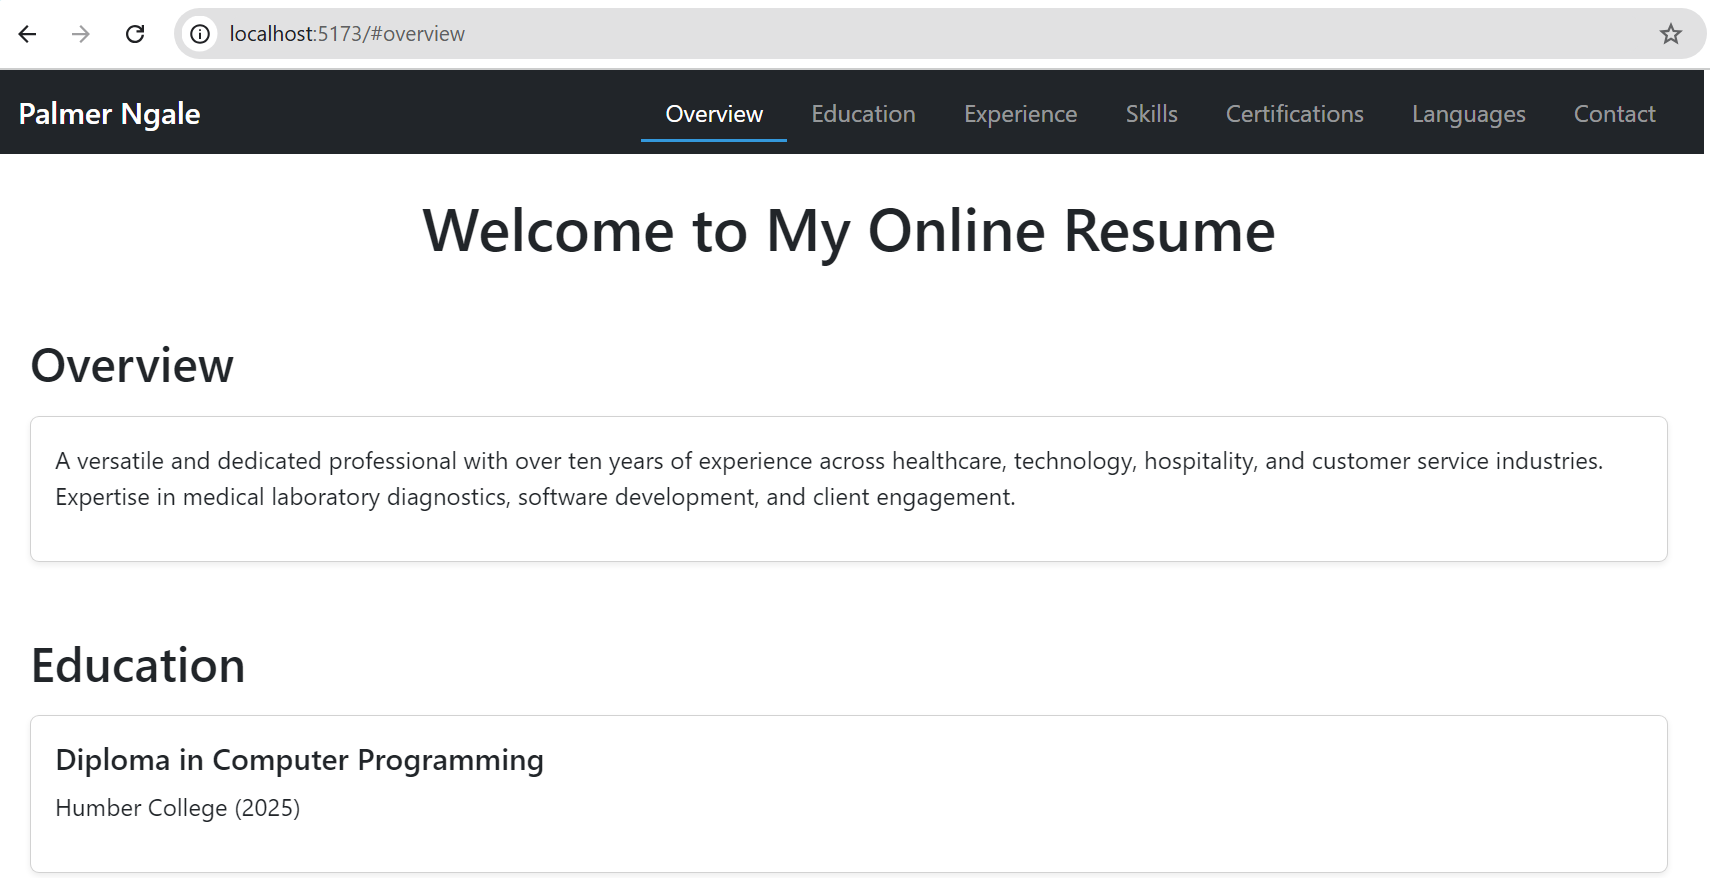 localhost:5173/#overview
Palmer Ngale Overview Education Experience Skills Certifications Languages Contact
Welcome to My Online Resume
Overview
A versatile and dedicated professional with over ten years of experience across healthcare, technology, hospitality, and customer service industries.
Expertise in medical laboratory diagnostics, software development, and client engagement.
Education
Diploma in Computer Programming
Humber College (2025)